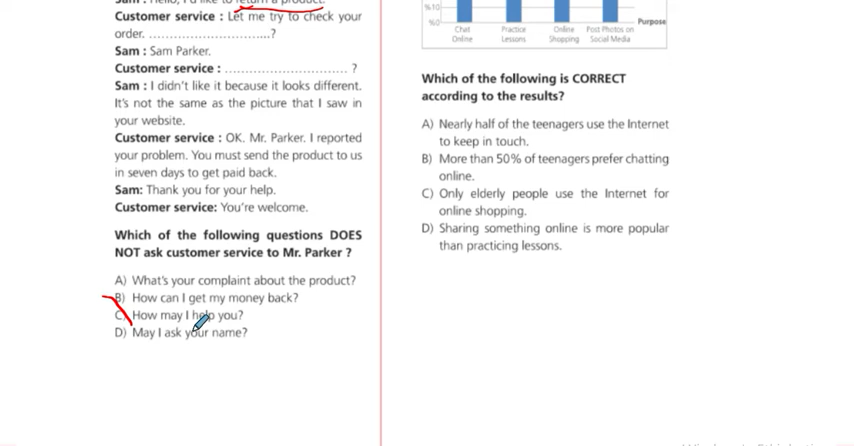 Sam : Hello, I'd like to return a product.
Customer service : Let me try to check your
order. ..............................?
Sam : Sam Parker.
Customer service : .............................. ?
Sam : I didn't like it because it looks different.
It's not the same as the picture that I saw in
your website.
Customer service : OK. Mr. Parker. I reported
your problem. You must send the product to us
in seven days to get paid back.
Sam: Thank you for your help.
Customer service: You're welcome.
Which of the following questions DOES
NOT ask customer service to Mr. Parker ?
A) What's your complaint about the product?
B) How can I get my money back?
C) How may I help you?
D) May I ask your name?
%10
%0
Purpose
Chat
Online
Practice
Lessons
Online
Shopping
Post Photos on
Social Media
Which of the following is CORRECT
according to the results?
A) Nearly half of the teenagers use the Internet
to keep in touch.
B) More than 50% of teenagers prefer chatting
online.
C) Only elderly people use the Internet for
online shopping.
D) Sharing something online is more popular
than practicing lessons.